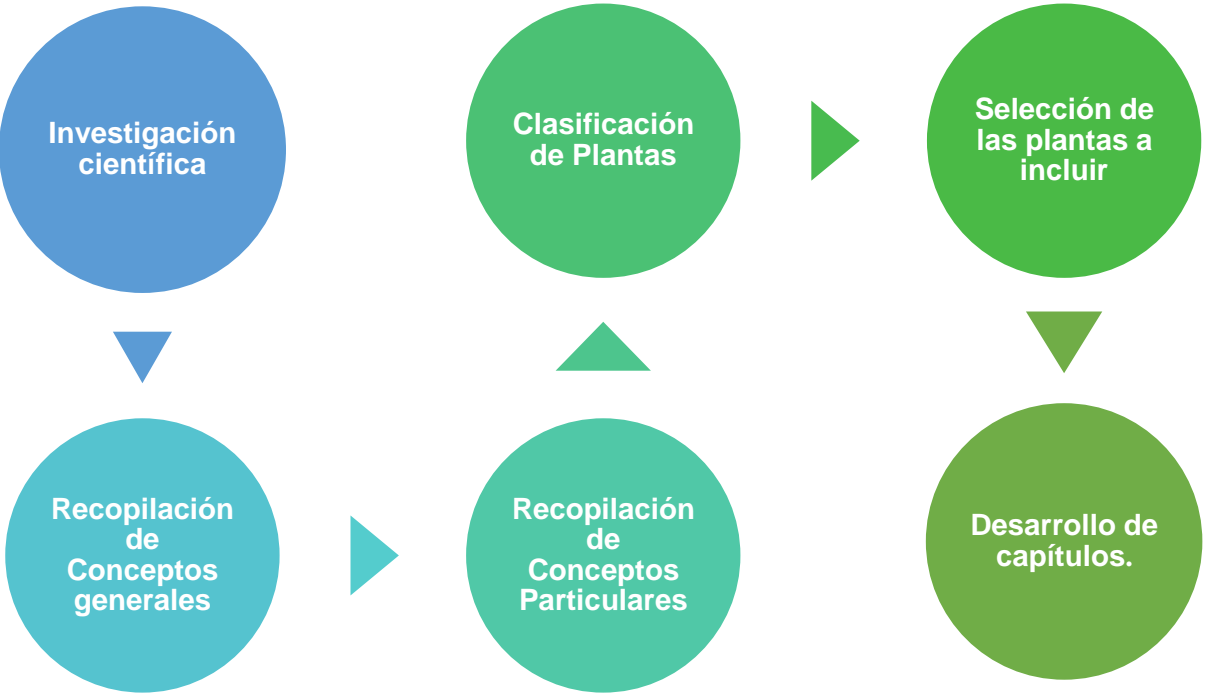 Investigación
científica
Recopilación
de
Conceptos
generales
Recopilación
de
Conceptos
Particulares
Clasificación
de Plantas
Selección de
las plantas a
incluir
Desarrollo de
capítulos.